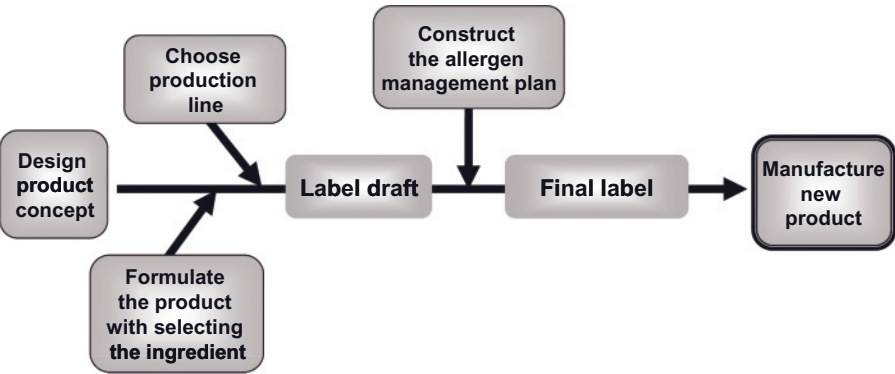 Design
product
concept
Choose
production
line
Formulate
the product
with selecting
the ingredient
Label draft
Construct
the allergen
management plan
Final label
Manufacture
new
product